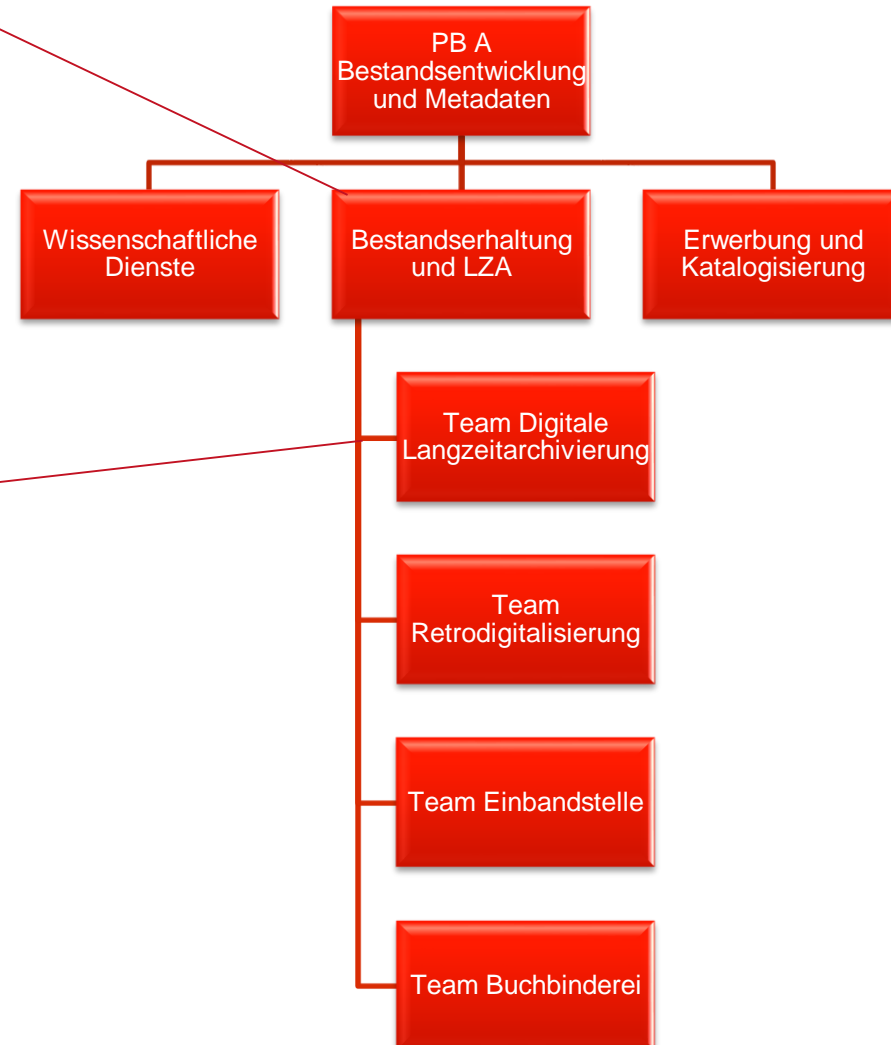 PB A
Bestandsentwicklung
und Metadaten
Wissenschaftliche
Dienste
Bestandserhaltung
und LZA
Erwerbung und
Katalogisierung
Team Digitale
Langzeitarchivierung
Team
Retrodigitalisierung
Team Einbandstelle
Team Buchbinderei